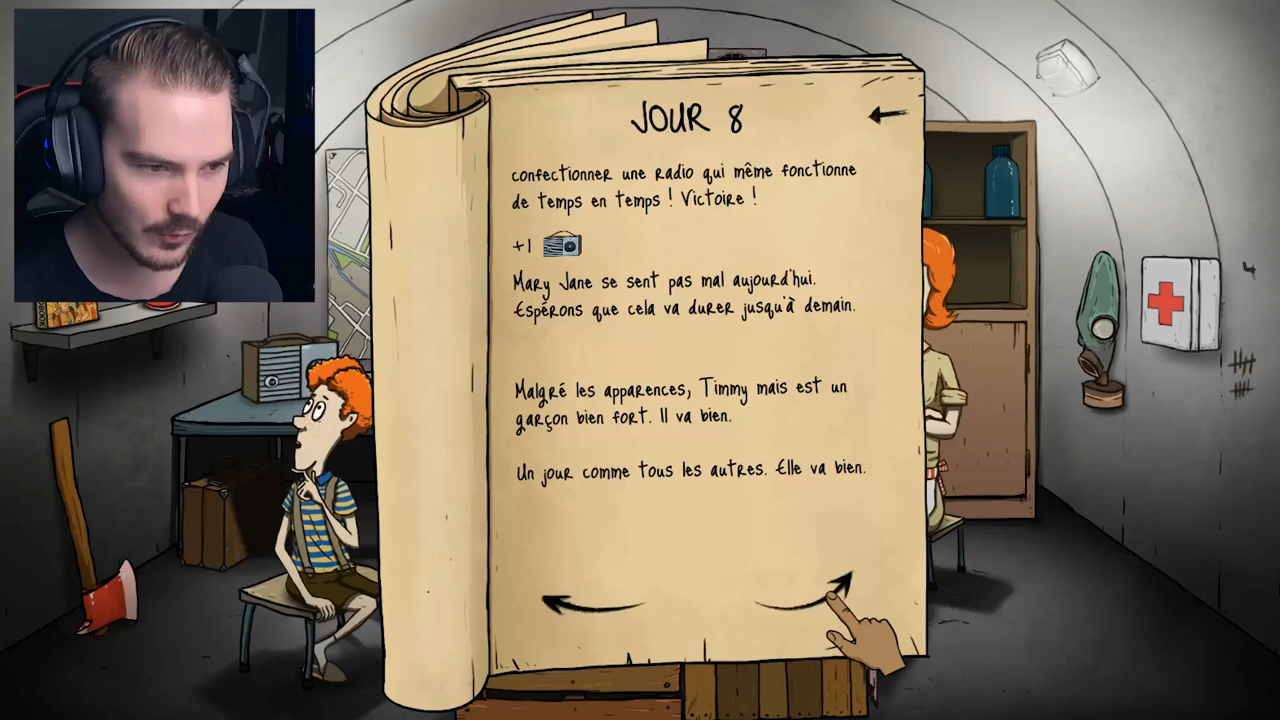 JOUR 8
confectionner une radio qui même fonctionne
de temps en temps ! Victoire !
+1
Mary Jane se sent pas mal aujourd'hui.
Espérons que cela va durer jusqu'à demain.
Malgré les apparences, Timmy mais est un
garçon bien fort. Il va bien.
Un jour comme tous les autres. Elle va bien.